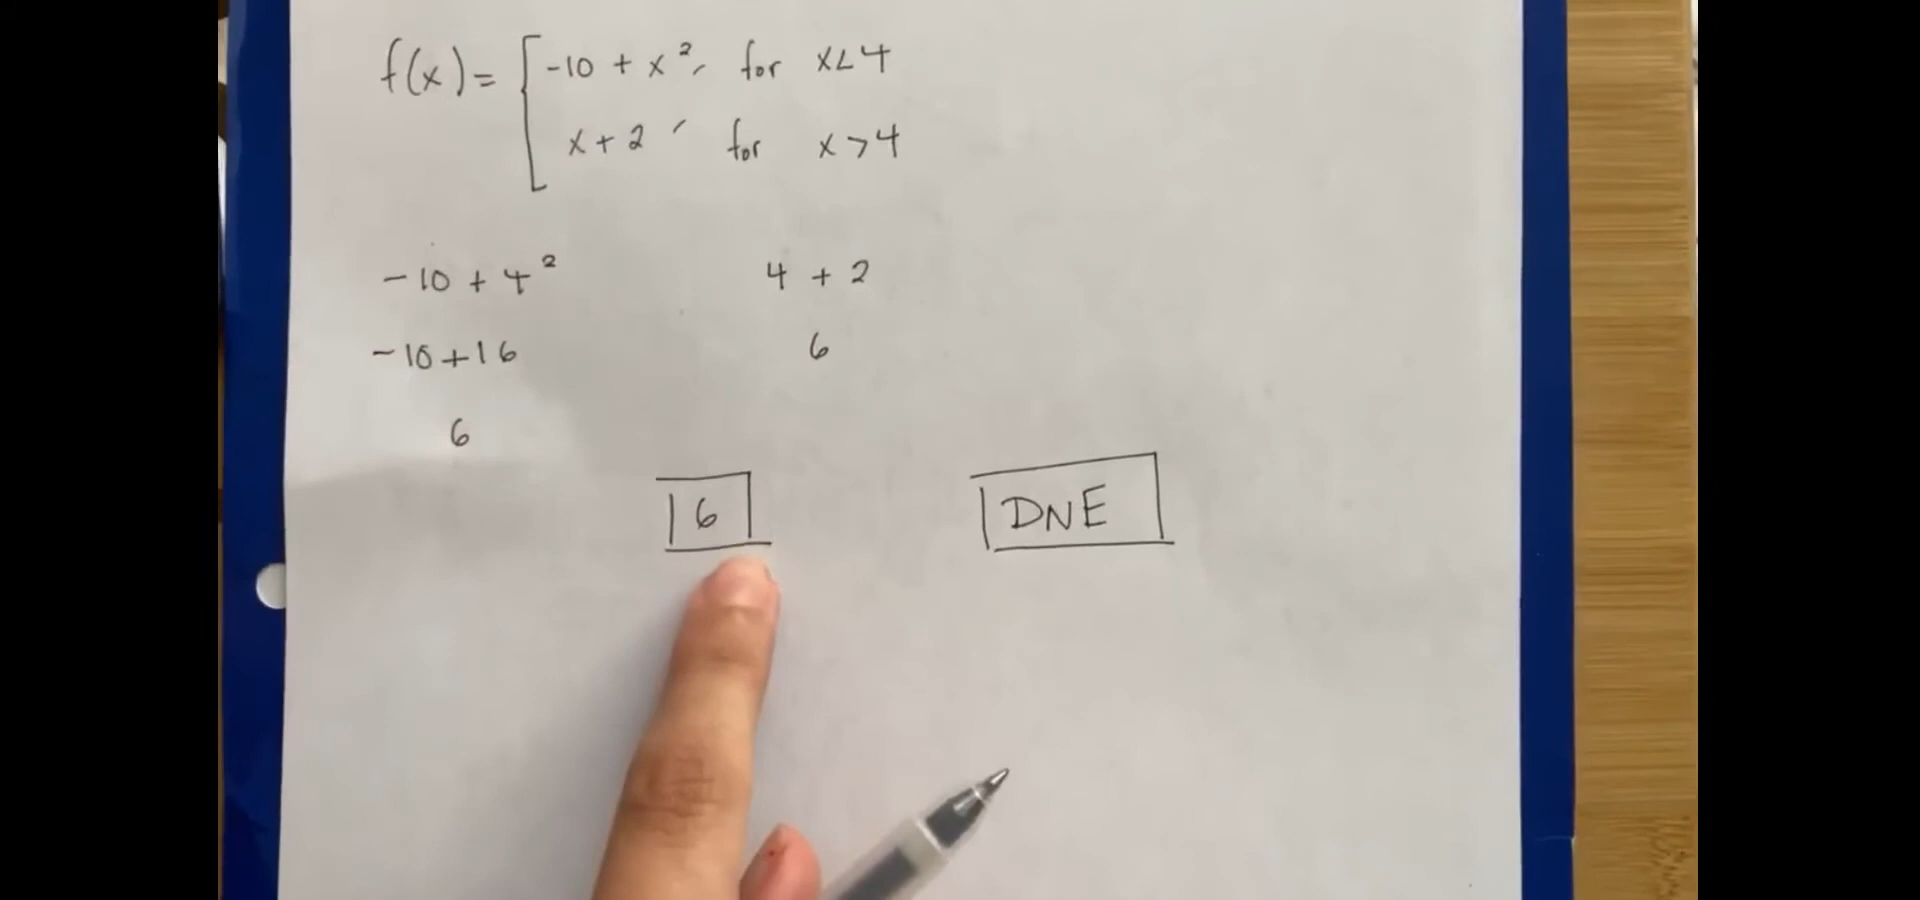 f(x) = [ -10 + x², for x<4
x + 2, for x>4
-10 + 4² 4 + 2
-10 + 16 6
6
6 DNE